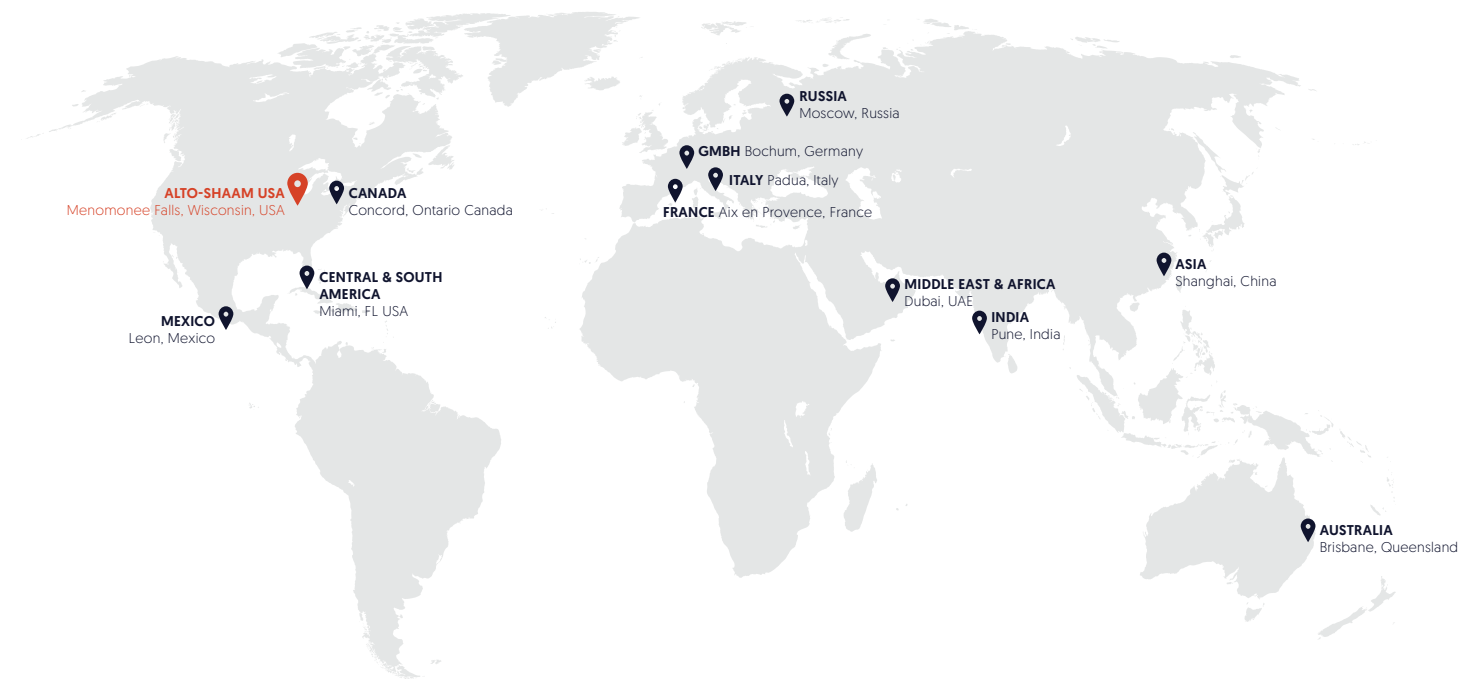 RUSSIA
Moscow, Russia
GMBH Bochum, Germany
ITALY Padua, Italy
FRANCE Aix en Provence, France
ALTO-SHAAM USA
Menomonee Falls, Wisconsin, USA
CANADA
Concord, Ontario Canada
CENTRAL & SOUTH
AMERICA
Miami, FL USA
MEXICO
Leon, Mexico
MIDDLE EAST & AFRICA
Dubai, UAE
INDIA
Pune, India
ASIA
Shanghai, China
AUSTRALIA
Brisbane, Queensland